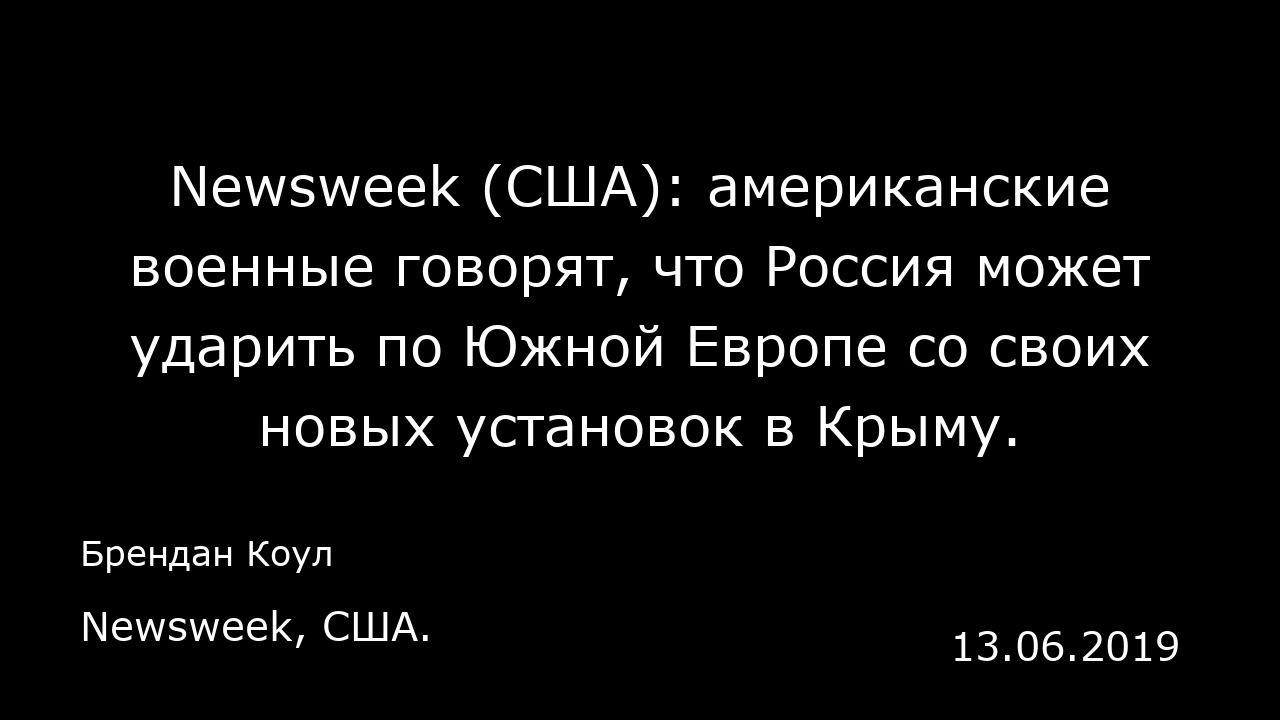 Newsweek (США): американские
военные говорят, что Россия может
ударить по Южной Европе со своих
новых установок в Крыму.
Брендан Коул
Newsweek, США.
13.06.2019